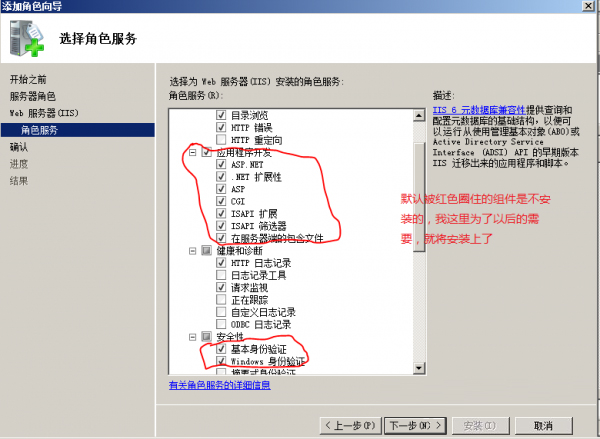 添加角色向导
选择角色服务
开始之前
服务器角色
Web 服务器(IIS)
角色服务
确认
进度
结果
选择为 Web 服务器(IIS) 安装的角色服务:
角色服务(R):
目录浏览
HTTP 错误
HTTP 重定向
应用程序开发
ASP.NET
.NET 扩展性
ASP
CGI
ISAPI 扩展
ISAPI 筛选器
在服务器端的包含文件
健康和诊断
HTTP 日志记录
日志记录工具
请求监视
正在跟踪
自定义日志记录
ODBC 日志记录
安全性
基本身份验证
Windows 身份验证
摘要式身份验证
有关角色服务的详细信息
描述:
IIS 6 元数据库兼容性提供查询和
配置元数据库的基础结构，以便可
以运行从使用管理基本对象(ABO)或
Active Directory Service
Interface (ADSI) API 的早期版本
IIS 迁移出来的应用程序和脚本。
默认被红色圈住的组件是不安
装的，我这里为了以后的需
要，就将安装上了
< 上一步(P)
下一步(N) >
安装(I)
取消